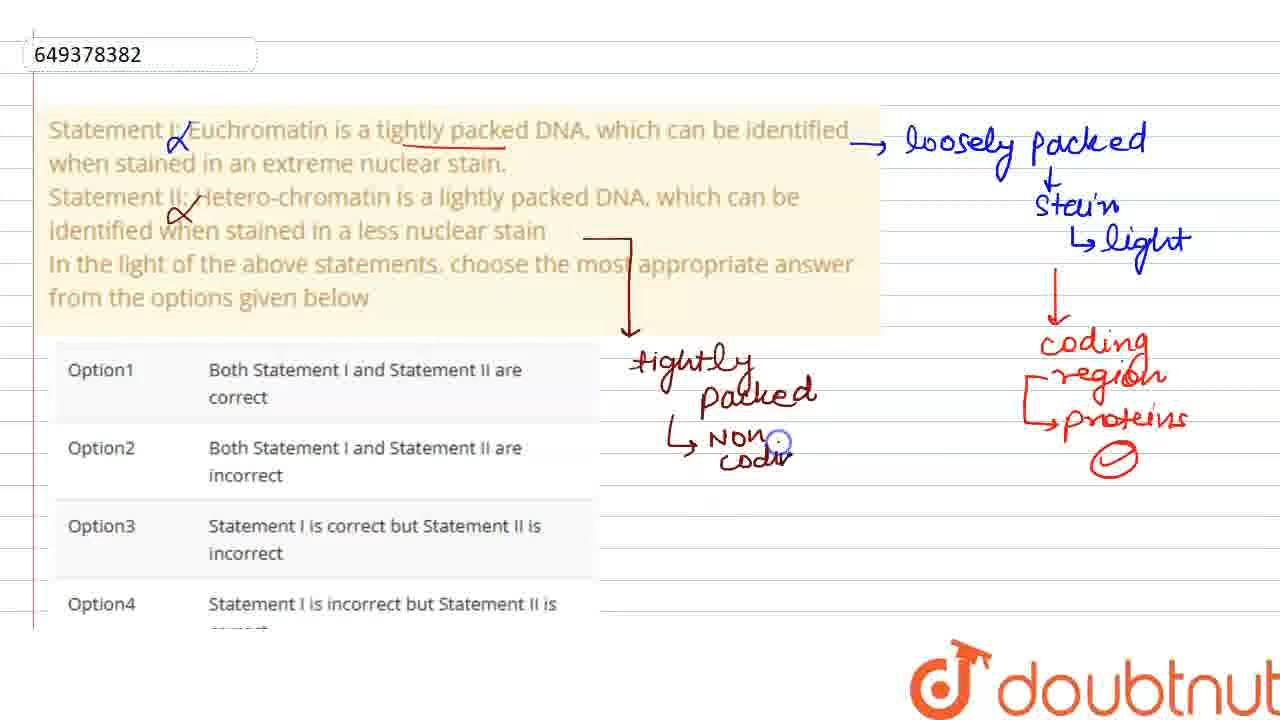 649378382
Statement I: Euchromatin is a tightly packed DNA, which can be identified
when stained in an extreme nuclear stain.
Statement II: Hetero-chromatin is a lightly packed DNA, which can be
identified when stained in a less nuclear stain
In the light of the above statements, choose the most appropriate answer
from the options given below
Option1
Both Statement I and Statement II are
correct
Option2
Both Statement I and Statement II are
incorrect
Option3
Statement I is correct but Statement II is
incorrect
Option4
Statement I is incorrect but Statement II is
loosely packed
stain
light
coding
region
proteins
tightly
packed
Non
doubtnut